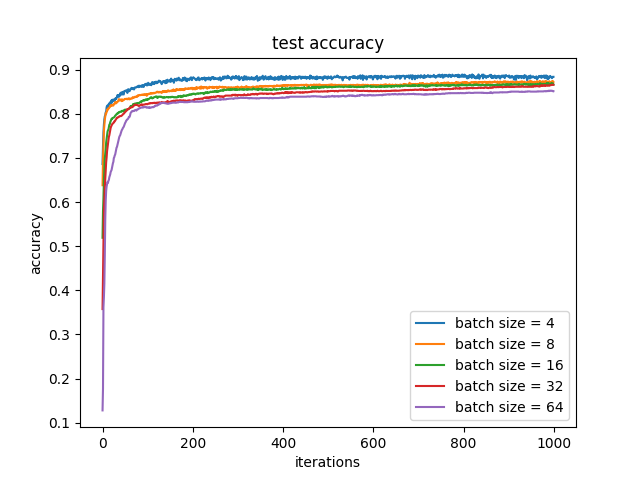 test accuracy
0.9
0.8
0.7
0.6
0.5
0.4
0.3
0.2
0.1
accuracy
batch size = 4
batch size = 8
batch size = 16
batch size = 32
batch size = 64
0 200 400 600 800 1000
iterations